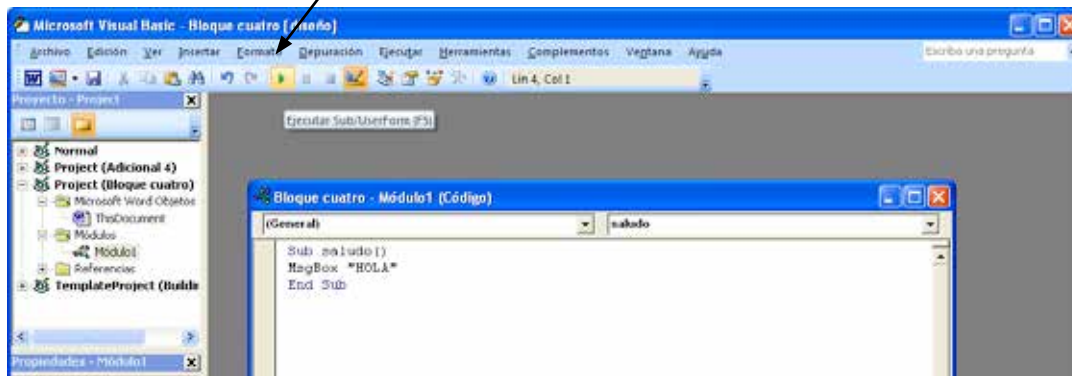 Microsoft Visual Basic - Bloque cuatro [diseño]
Archivo Edición Ver Insertar Formato Depuración Ejecutar Herramientas Complementos Ventana Ayuda
Escriba una pregunta
Lín 4, Col 1
Proyecto - Project
Ejecutar Sub/UserForm (F5)
Normal
Project (Adicional 4)
Project (Bloque cuatro)
Microsoft Word Objetos
ThisDocument
Módulos
Módulo1
Referencias
TemplateProject (Buildin
Bloque cuatro - Módulo1 (Código)
(General)
saludo
Sub saludo()
MsgBox "HOLA"
End Sub
Propiedades - Módulo1